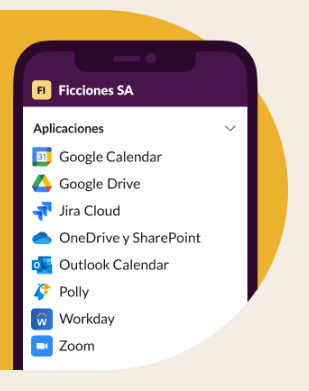 FI Ficciones SA
Aplicaciones
31 Google Calendar
Google Drive
Jira Cloud
OneDrive y SharePoint
Outlook Calendar
Polly
Workday
Zoom